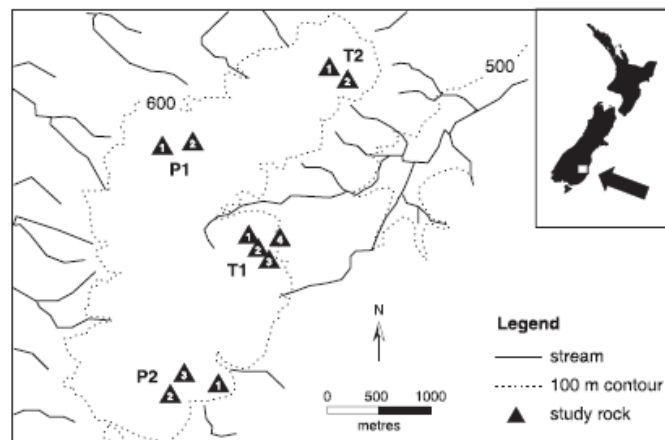 T2
1
2
500
600
1
2
P1
1
2
3
4
T1
N
P2
3
2
1
0 500 1000
metres
Legend
stream
100 m contour
study rock